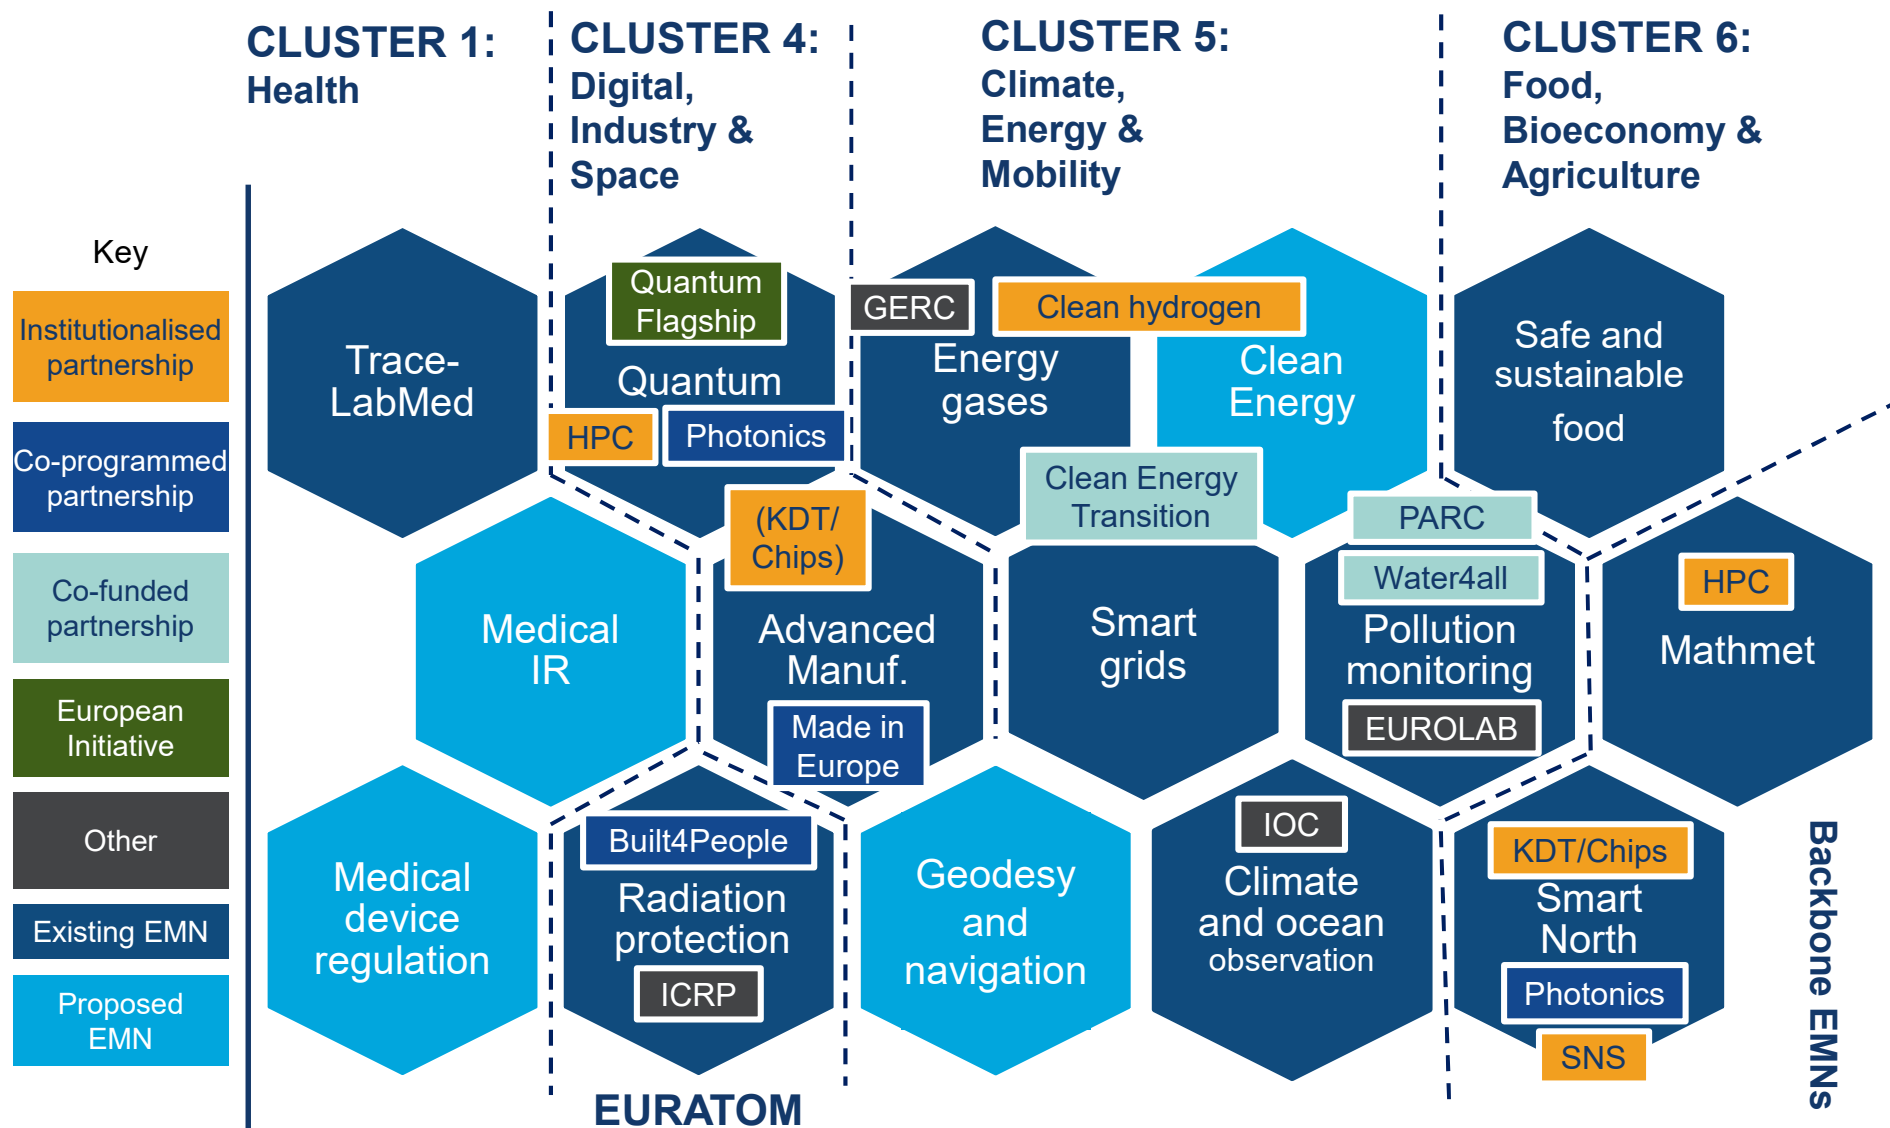 CLUSTER 1:
Health
CLUSTER 4:
Digital,
Industry &
Space
CLUSTER 5:
Climate,
Energy &
Mobility
CLUSTER 6:
Food,
Bioeconomy &
Agriculture
Key
Institutionalised
partnership
Co-programmed
partnership
Co-funded
partnership
European
Initiative
Other
Existing EMN
Proposed
EMN
Trace-
LabMed
Quantum
Flagship
Quantum
HPC
Photonics
GERC
Clean hydrogen
Energy
gases
Clean
Energy
Clean Energy
Transition
Safe and
sustainable
food
Medical
IR
(KDT/
Chips)
Advanced
Manuf.
Made in
Europe
Smart
grids
PARC
Water4all
Pollution
monitoring
EUROLAB
HPC
Mathmet
Medical
device
regulation
Built4People
Radiation
protection
ICRP
Geodesy
and
navigation
IOC
Climate
and ocean
observation
KDT/Chips
Smart
North
Photonics
SNS
Backbone EMNs
EURATOM